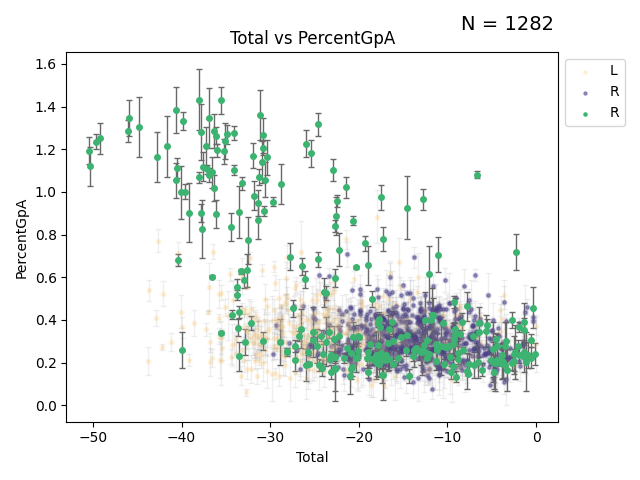 N = 1282
Total vs PercentGpA
L
R
R
1.6
1.4
1.2
1.0
0.8
0.6
0.4
0.2
0.0
PercentGpA
−50 −40 −30 −20 −10 0
Total